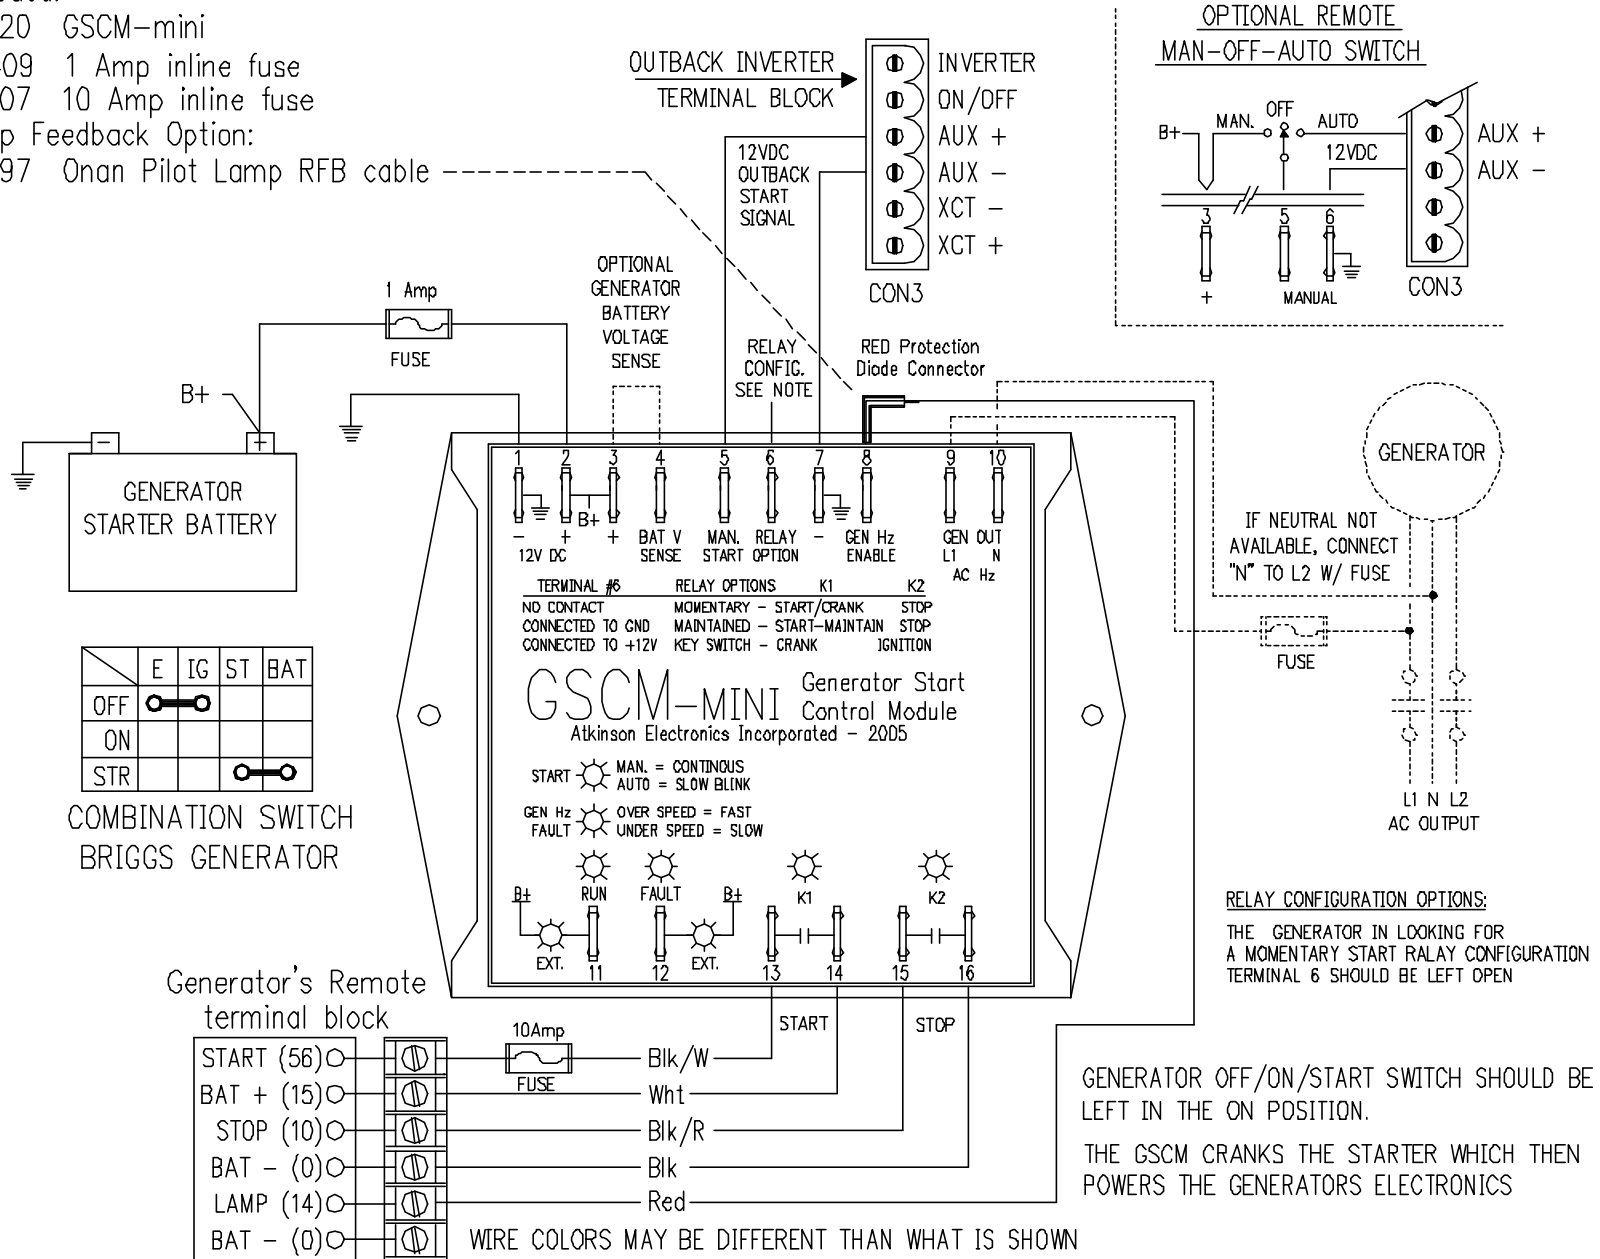 20 GSCM-mini
09 1 Amp inline fuse
07 10 Amp inline fuse
p Feedback Option:
97 Onan Pilot Lamp RFB cable
OUTBACK INVERTER
TERMINAL BLOCK
INVERTER
ON/OFF
AUX +
AUX -
XCT -
XCT +
CON3
12VDC
OUTBACK
START
SIGNAL
OPTIONAL REMOTE
MAN-OFF-AUTO SWITCH
B+
MAN.
OFF
AUTO
12VDC
AUX +
AUX -
3
5
6
+
MANUAL
CON3
1 Amp
FUSE
OPTIONAL
GENERATOR
BATTERY
VOLTAGE
SENSE
RELAY
CONFIG.
SEE NOTE
RED Protection
Diode Connector
B+
-
+
GENERATOR
STARTER BATTERY
GENERATOR
IF NEUTRAL NOT
AVAILABLE, CONNECT
"N" TO L2 W/ FUSE
FUSE
L1 N L2
AC OUTPUT
1 2 3 4 5 6 7 8 9 10
B+
- + + BAT V MAN. RELAY - GEN Hz GEN OUT
12V DC SENSE START OPTION ENABLE L1 N
AC Hz
TERMINAL #6 RELAY OPTIONS K1 K2
NO CONTACT MOMENTARY - START/CRANK STOP
CONNECTED TO GND MAINTAINED - START-MAINTAIN STOP
CONNECTED TO +12V KEY SWITCH - CRANK IGNITION
GSCM-MINI Generator Start
Control Module
Atkinson Electronics Incorporated - 2005
START MAN. = CONTINOUS
AUTO = SLOW BLINK
GEN Hz OVER SPEED = FAST
FAULT UNDER SPEED = SLOW
B+ RUN FAULT B+ K1 K2
EXT. 11 12 EXT. 13 14 15 16
E IG ST BAT
OFF
ON
STR
COMBINATION SWITCH
BRIGGS GENERATOR
RELAY CONFIGURATION OPTIONS:
THE GENERATOR IN LOOKING FOR
A MOMENTARY START RALAY CONFIGURATION
TERMINAL 6 SHOULD BE LEFT OPEN
Generator's Remote
terminal block
START STOP
10Amp
FUSE
START (56) Blk/W
BAT + (15) Wht
STOP (10) Blk/R
BAT - (0) Blk
LAMP (14) Red
BAT - (0)
WIRE COLORS MAY BE DIFFERENT THAN WHAT IS SHOWN
GENERATOR OFF/ON/START SWITCH SHOULD BE
LEFT IN THE ON POSITION.
THE GSCM CRANKS THE STARTER WHICH THEN
POWERS THE GENERATORS ELECTRONICS